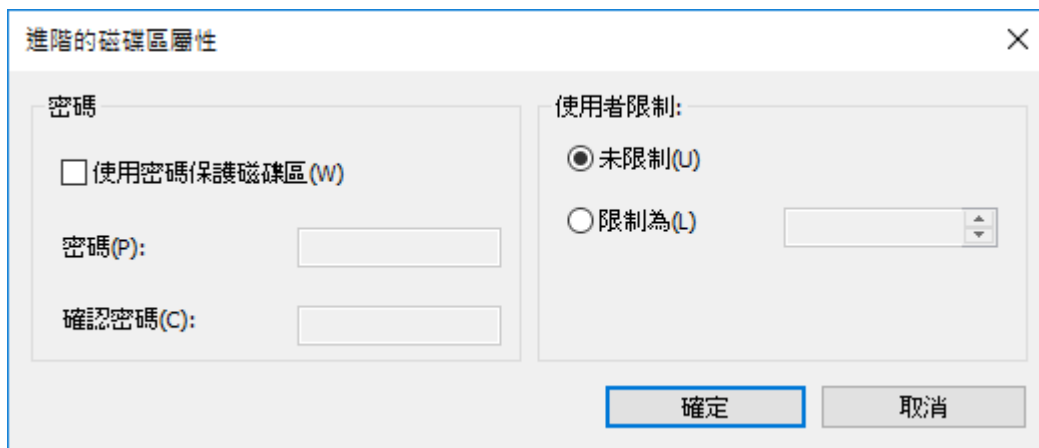 進階的磁碟區屬性
密碼
使用密碼保護磁碟區(W)
密碼(P):
確認密碼(C):
使用者限制:
未限制(U)
限制為(L)
確定
取消